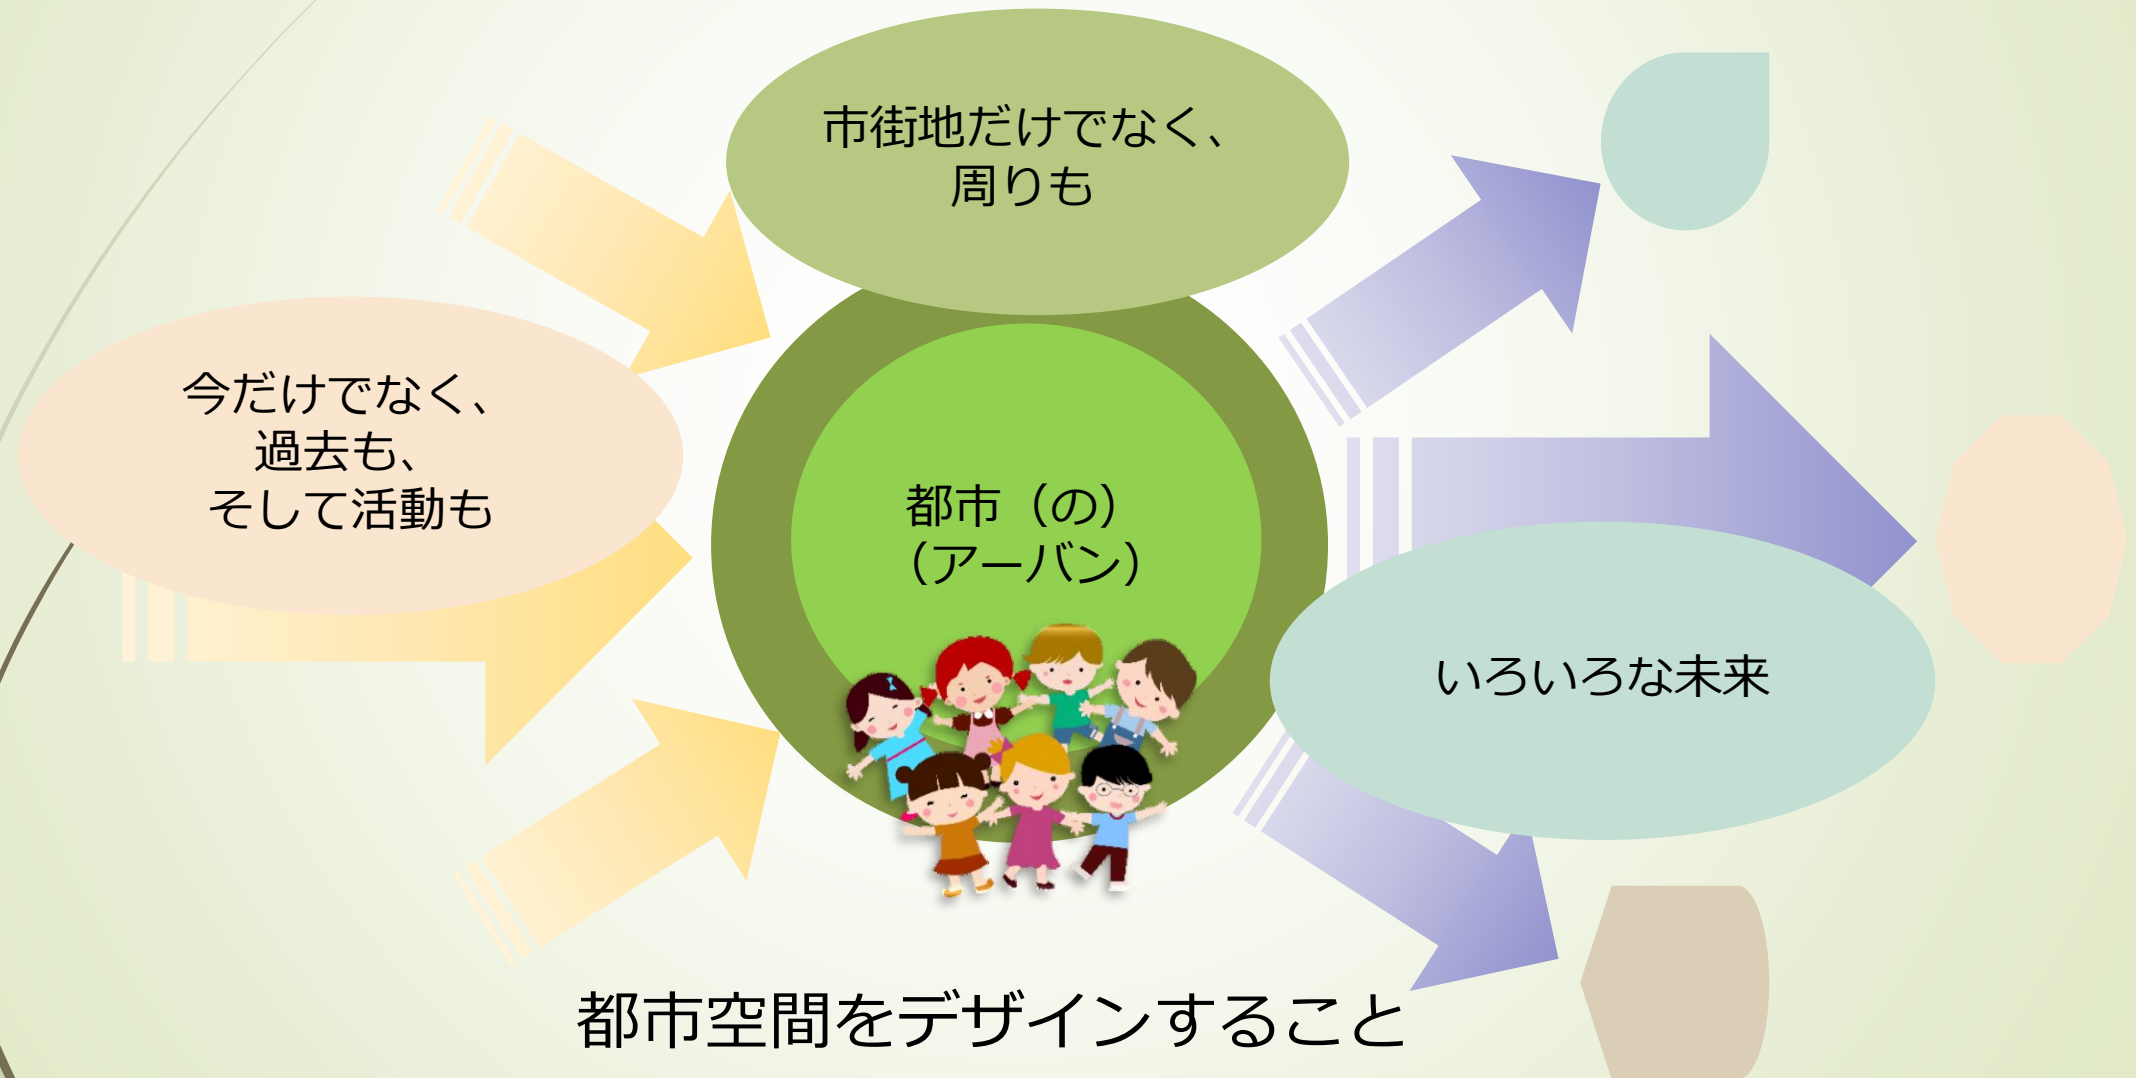 市街地だけでなく、
周りも
今だけでなく、
過去も、
そして活動も
都市（の）
（アーバン）
いろいろな未来
都市空間をデザインすること